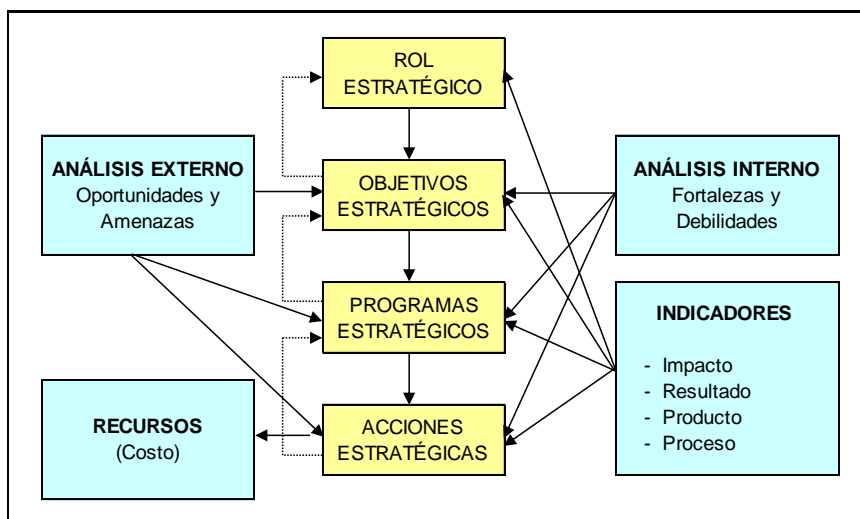 ROL
ESTRATÉGICO
ANÁLISIS EXTERNO
Oportunidades y
Amenazas
OBJETIVOS
ESTRATÉGICOS
ANÁLISIS INTERNO
Fortalezas y
Debilidades
PROGRAMAS
ESTRATÉGICOS
INDICADORES
- Impacto
- Resultado
- Producto
- Proceso
RECURSOS
(Costo)
ACCIONES
ESTRATÉGICAS